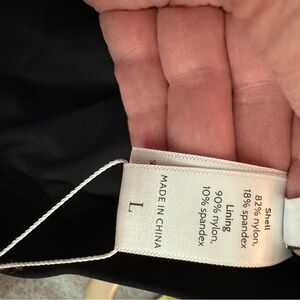 Shell
82% nylon,
18% spandex
Lining
90% nylon,
10% spandex
MADE IN CHINA
L